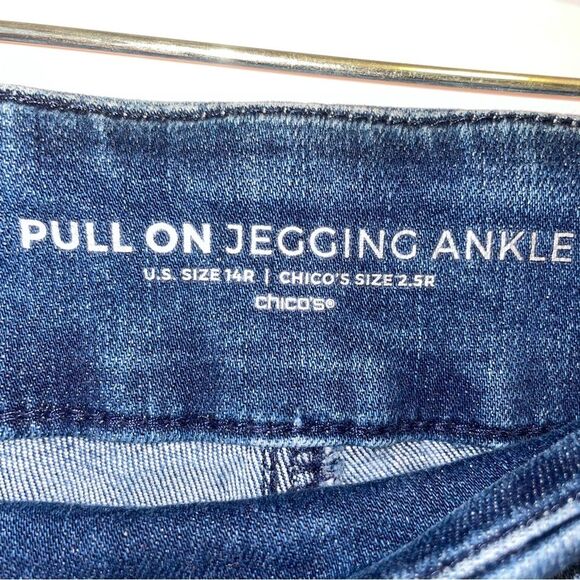 PULL ON JEGGING ANKLE
U.S. SIZE 14R | CHICO'S SIZE 2.5R
chico's®